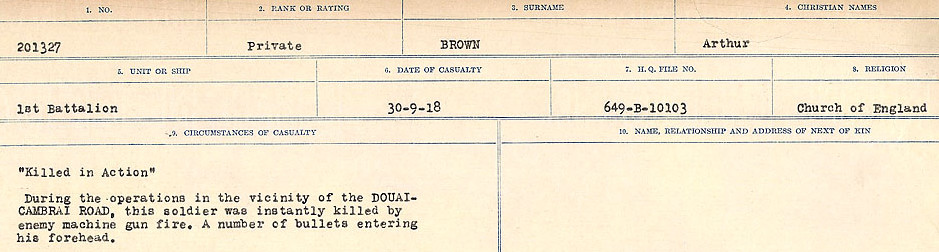 1. NO. 2. RANK OR RATING 3. SURNAME 4. CHRISTIAN NAMES
201327 Private BROWN Arthur
5. UNIT OR SHIP 6. DATE OF CASUALTY 7. H.Q. FILE NO. 8. RELIGION
1st Battalion 30-9-18 649-B-10103 Church of England
9. CIRCUMSTANCES OF CASUALTY 10. NAME, RELATIONSHIP AND ADDRESS OF NEXT OF KIN
"Killed in Action"
During the operations in the vicinity of the DOUAI-
CAMBRAI ROAD, this soldier was instantly killed by
enemy machine gun fire. A number of bullets entering
his forehead.